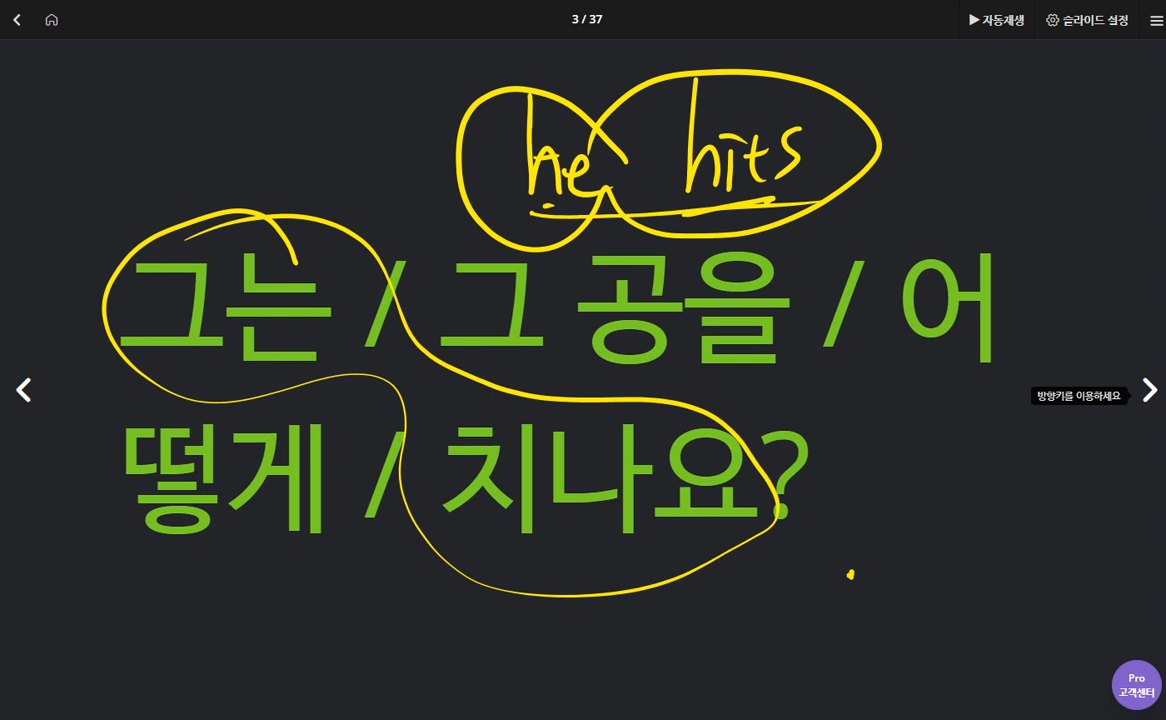 3 / 37
▶ 자동재생
슬라이드 설정
he hits
그는 / 그 공을 / 어
떻게 / 치나요?
방향키를 이용하세요
Pro
고객센터